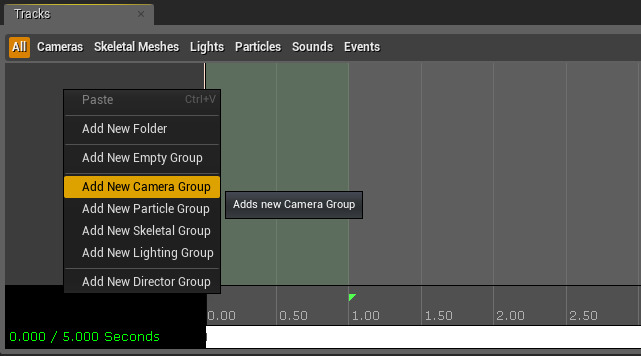 Tracks
All Cameras Skeletal Meshes Lights Particles Sounds Events
Paste Ctrl+V
Add New Folder
Add New Empty Group
Add New Camera Group
Adds new Camera Group
Add New Particle Group
Add New Skeletal Group
Add New Lighting Group
Add New Director Group
0.00 0.50 1.00 1.50 2.00 2.50
0.000 / 5.000 Seconds